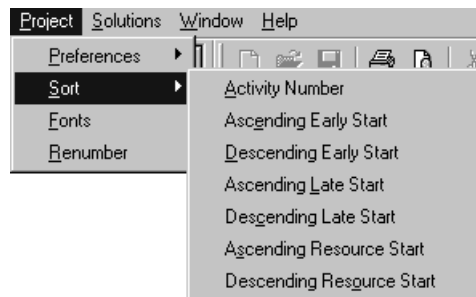 Project Solutions Window Help
Preferences
Sort
Fonts
Renumber
Activity Number
Ascending Early Start
Descending Early Start
Ascending Late Start
Descending Late Start
Ascending Resource Start
Descending Resource Start